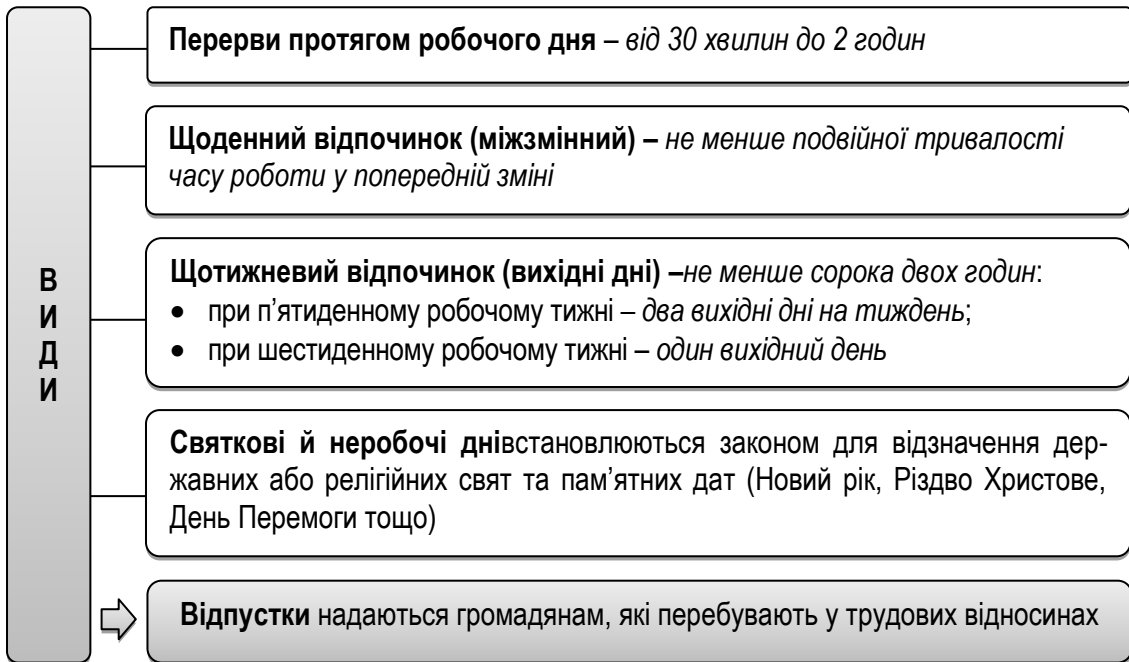 ВИДИ
Перерви протягом робочого дня – від 30 хвилин до 2 годин
Щоденний відпочинок (міжзмінний) – не менше подвійної тривалості
часу роботи у попередній зміні
Щотижневий відпочинок (вихідні дні) –не менше сорока двох годин:
• при п’ятиденному робочому тижні – два вихідні дні на тиждень;
• при шестиденному робочому тижні – один вихідний день
Святкові й неробочі днівстановлюються законом для відзначення дер-
жавних або релігійних свят та пам’ятних дат (Новий рік, Різдво Христове,
День Перемоги тощо)
Відпустки надаються громадянам, які перебувають у трудових відносинах